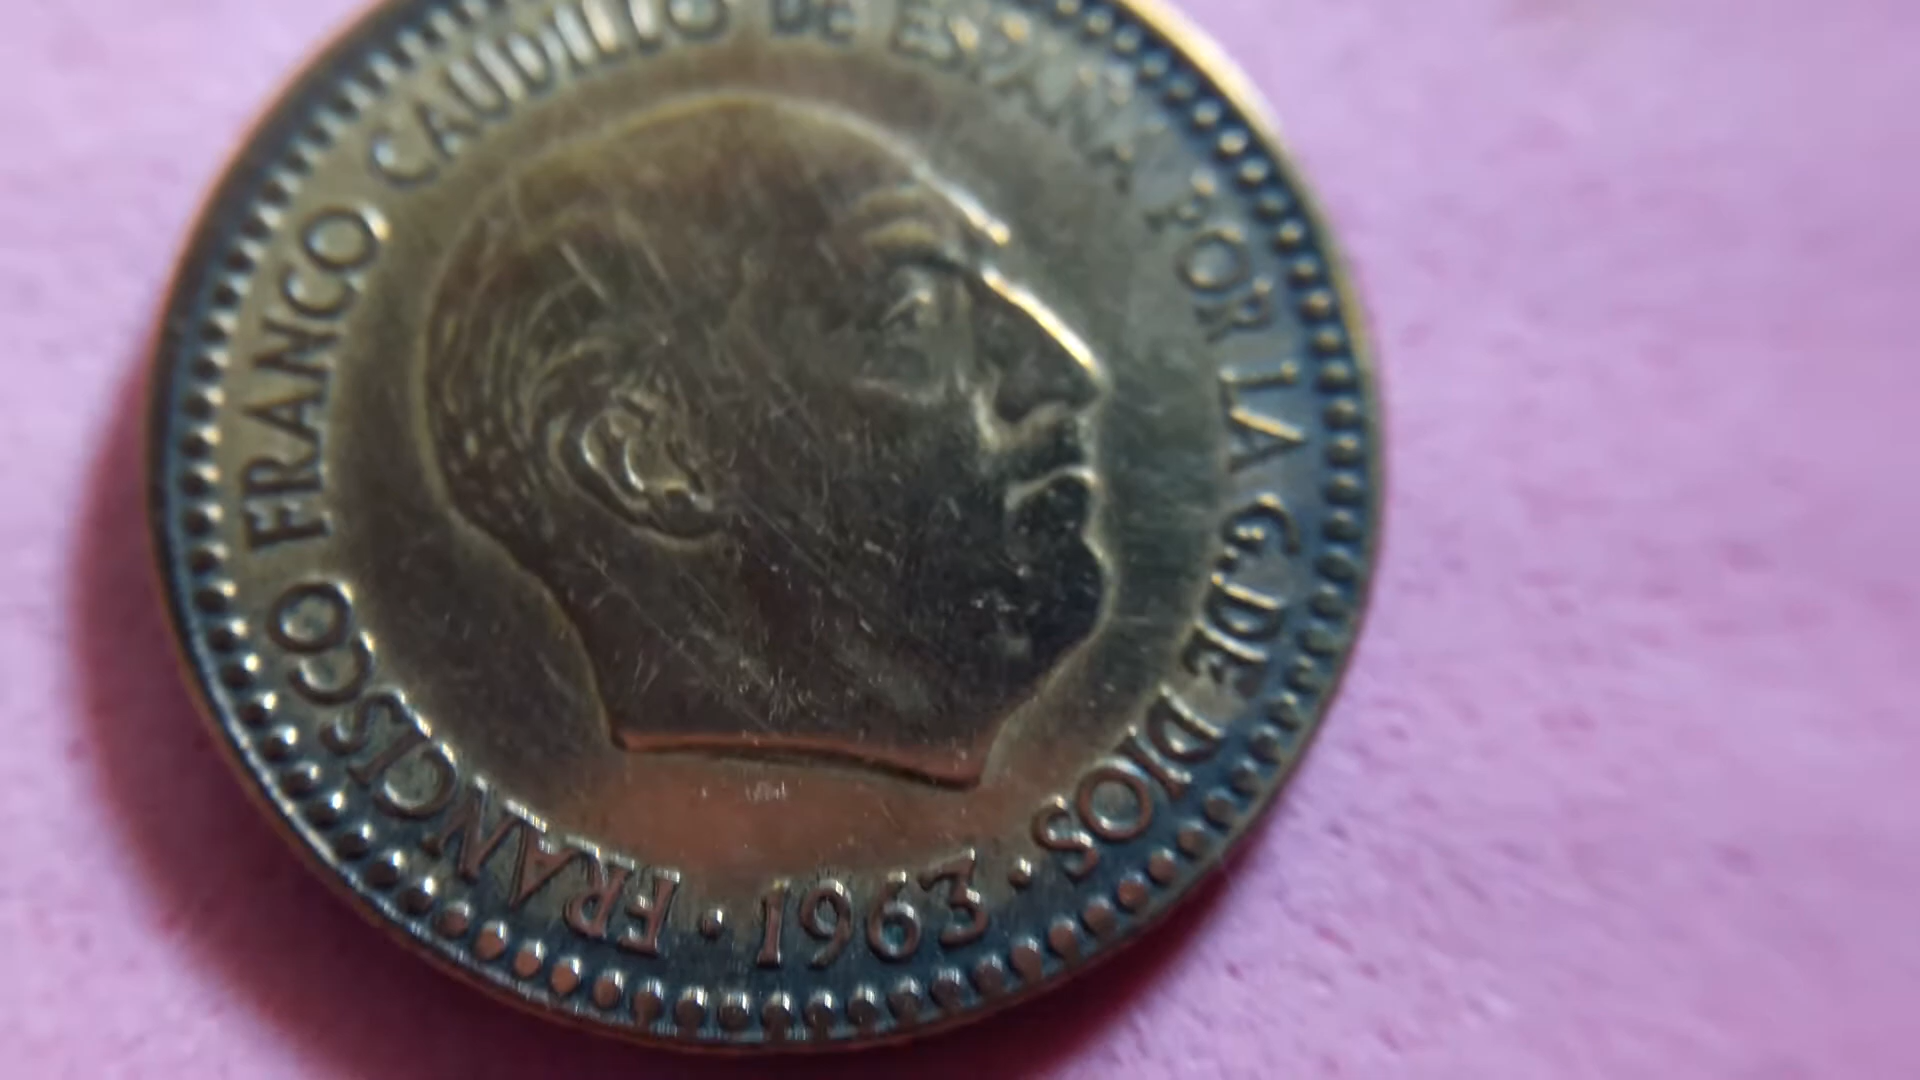 FRANCISCO FRANCO CAUDILLO DE ESPAÑA POR LA G. DE DIOS · 1963 ·